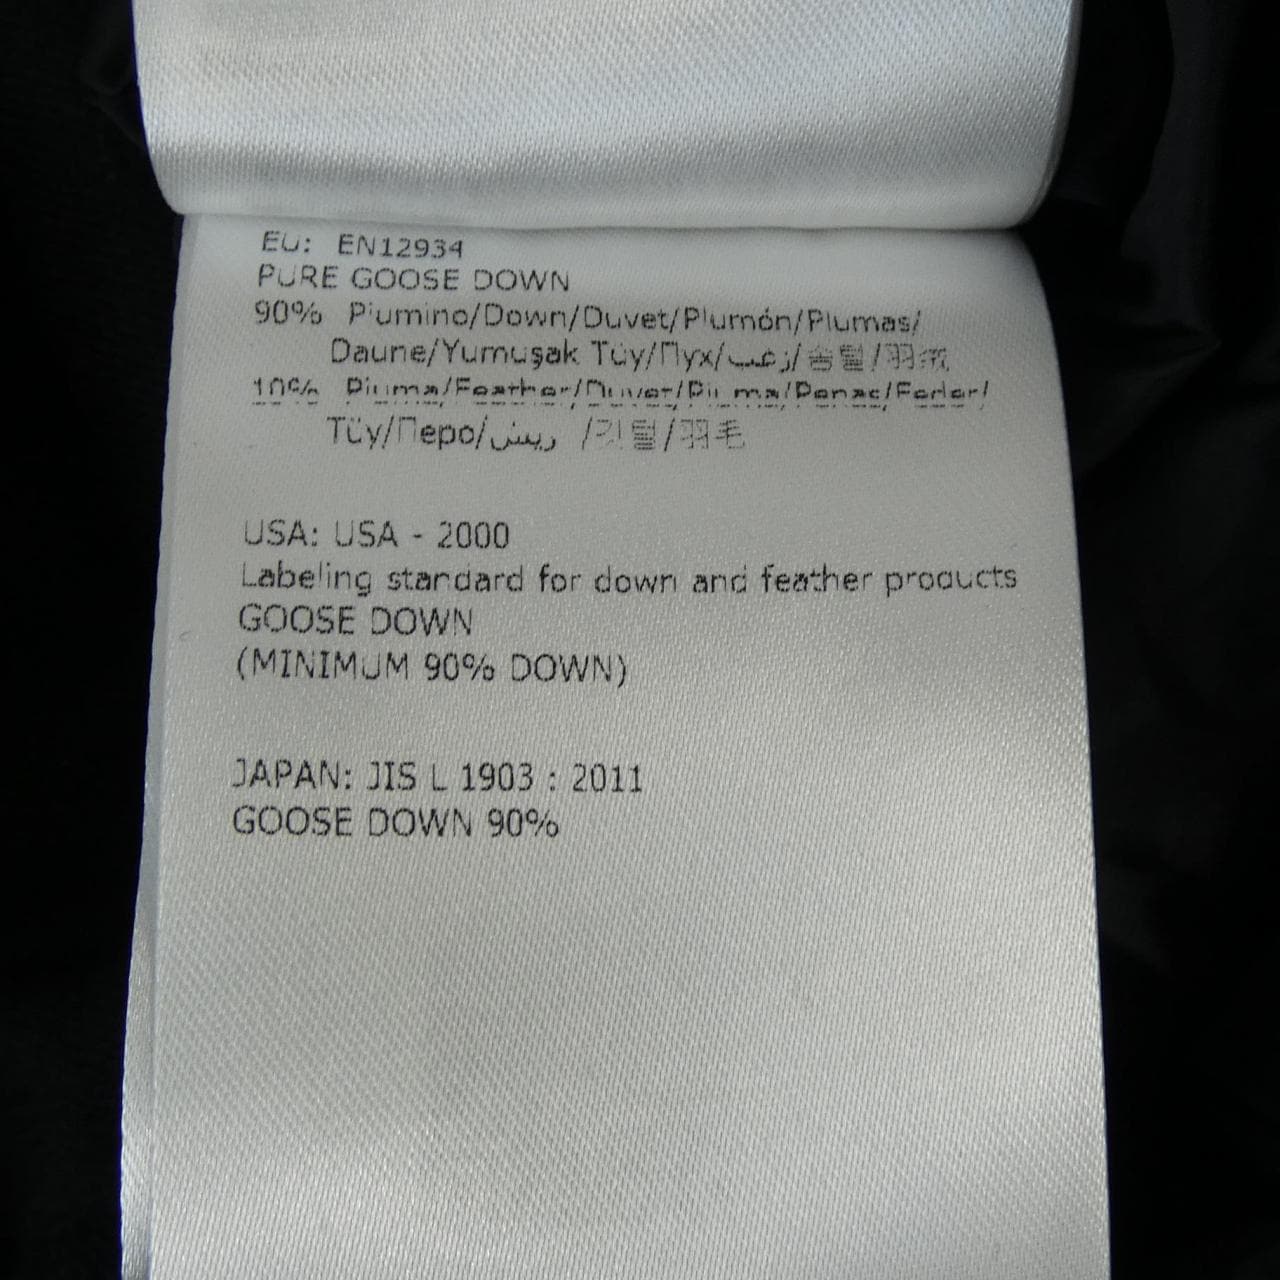 EU: EN12934
PURE GOOSE DOWN
90% Piumino/Down/Duvet/Plumón/Plumas/
Daune/Yumuşak Tüy/Пух/زغب/솜털/羽绒
10% Piuma/Feather/Duvet/Pluma/Penas/Feder/
Tüy/Перо/ريش /깃털/羽毛
USA: USA - 2000
Labeling standard for down and feather products
GOOSE DOWN
(MINIMUM 90% DOWN)
JAPAN: JIS L 1903 : 2011
GOOSE DOWN 90%